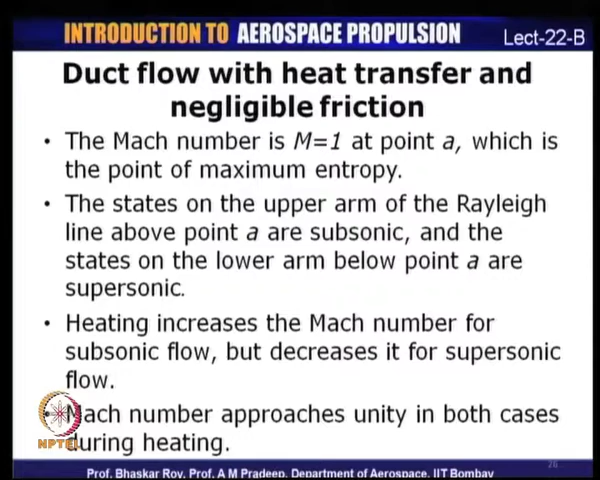 INTRODUCTION TO AEROSPACE PROPULSION
Lect-22-B
Duct flow with heat transfer and
negligible friction
• The Mach number is M=1 at point a, which is
the point of maximum entropy.
• The states on the upper arm of the Rayleigh
line above point a are subsonic, and the
states on the lower arm below point a are
supersonic.
• Heating increases the Mach number for
subsonic flow, but decreases it for supersonic
flow.
Mach number approaches unity in both cases
during heating.
NPTEL
26
Prof. Bhaskar Roy, Prof. A M Pradeep, Department of Aerospace, IIT Bombay